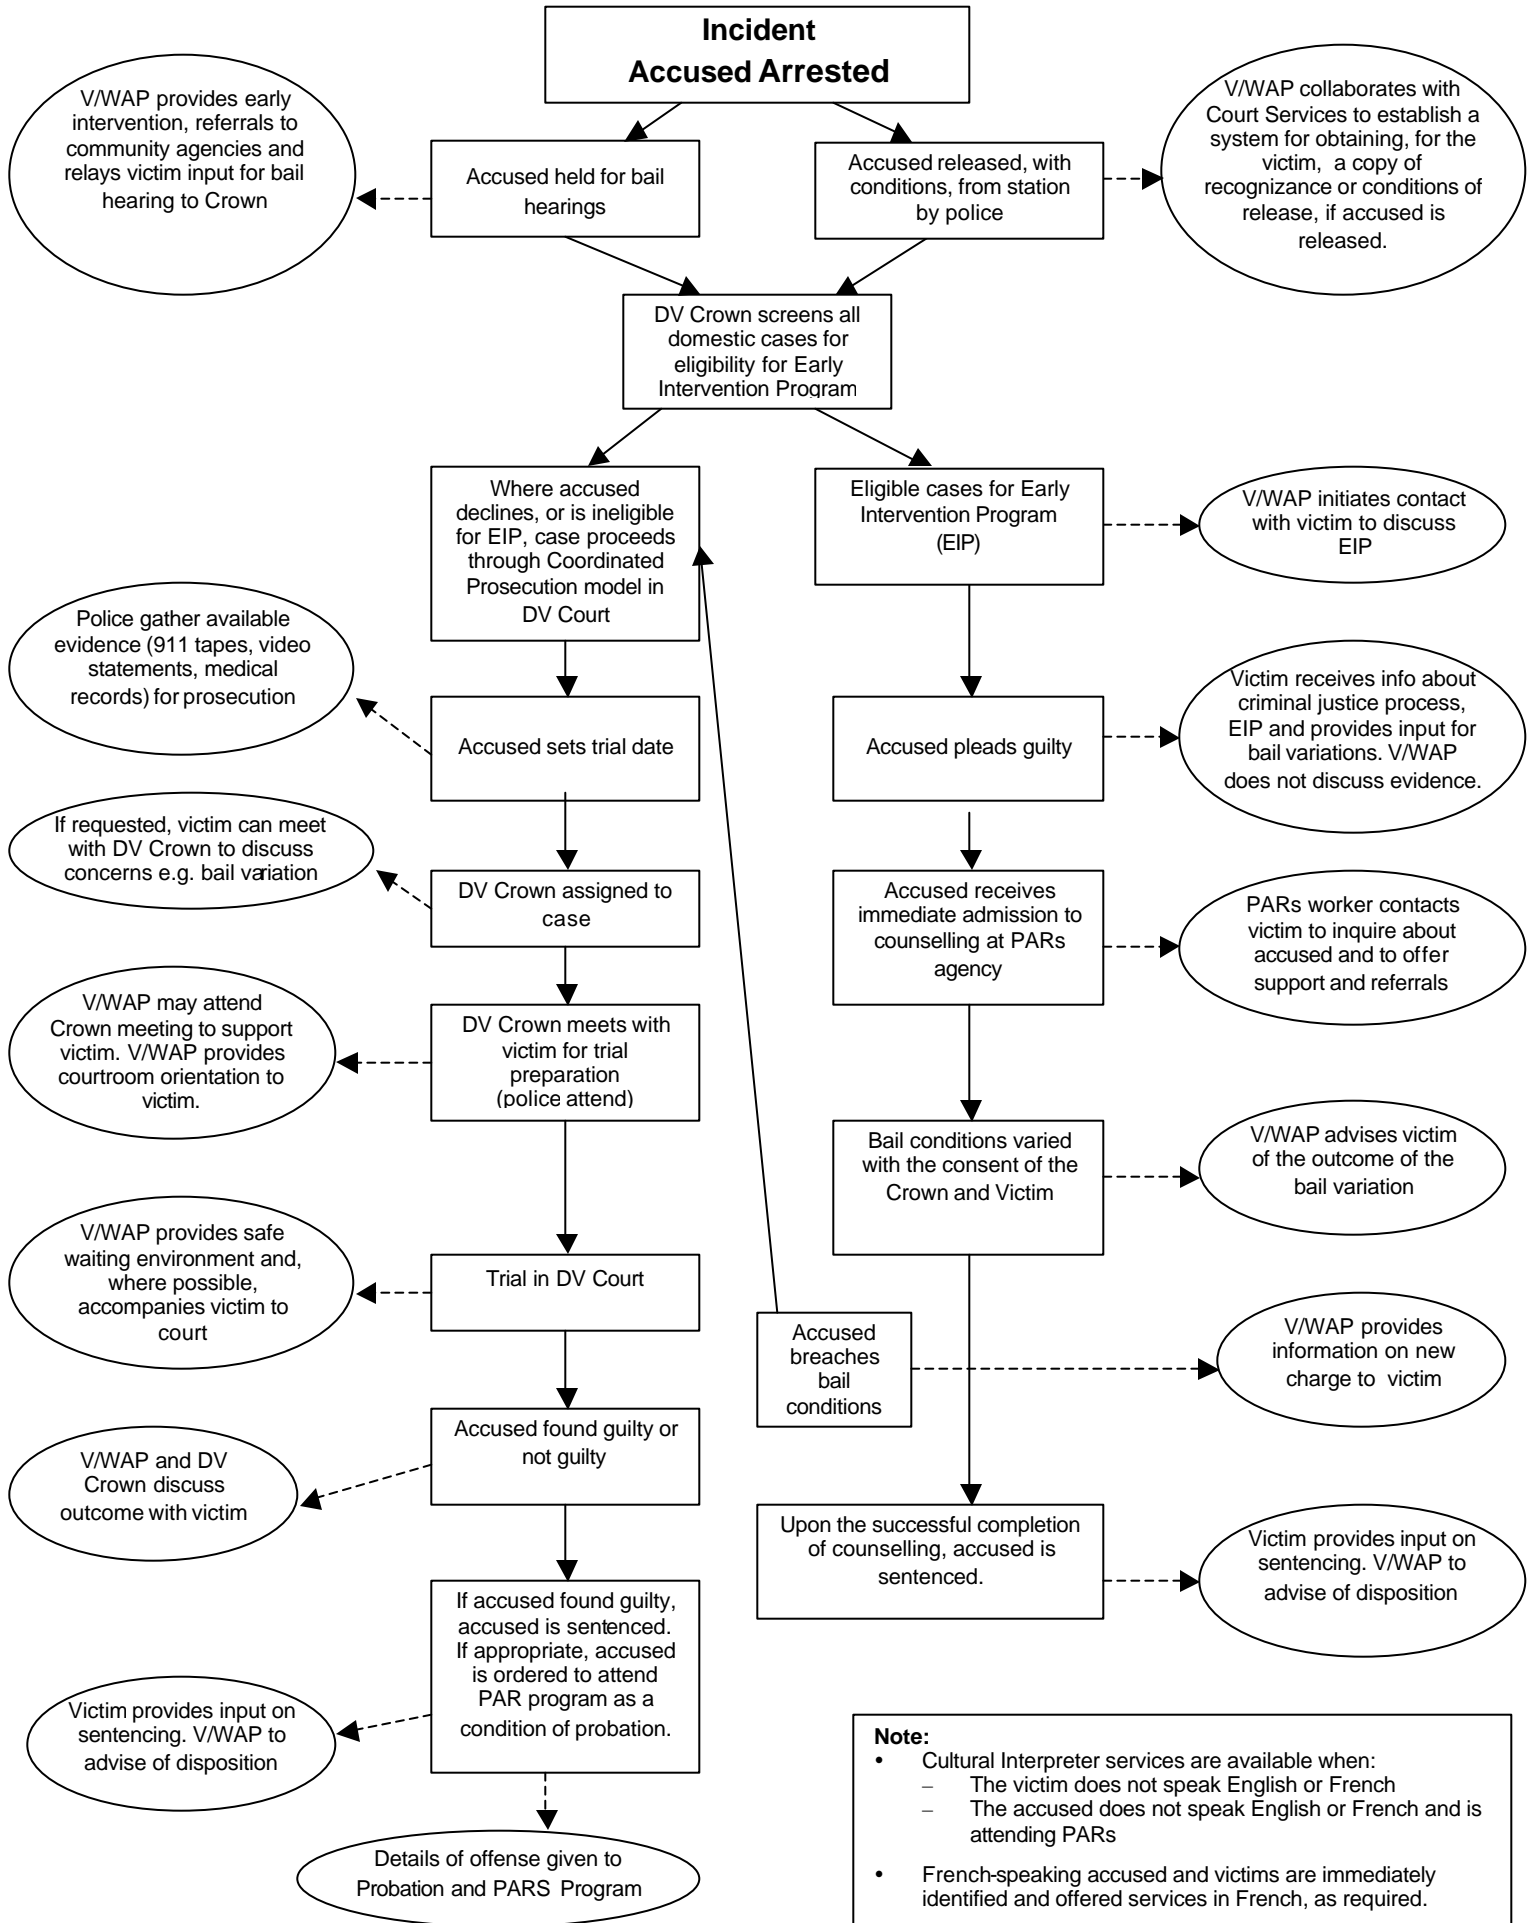 Incident
Accused Arrested
V/WAP provides early
intervention, referrals to
community agencies and
relays victim input for bail
hearing to Crown
Accused held for bail
hearings
Accused released, with
conditions, from station
by police
V/WAP collaborates with
Court Services to establish a
system for obtaining, for the
victim, a copy of
recognizance or conditions of
release, if accused is
released.
DV Crown screens all
domestic cases for
eligibility for Early
Intervention Program
Where accused
declines, or is ineligible
for EIP, case proceeds
through Coordinated
Prosecution model in
DV Court
Eligible cases for Early
Intervention Program
(EIP)
V/WAP initiates contact
with victim to discuss
EIP
Police gather available
evidence (911 tapes, video
statements, medical
records) for prosecution
Accused sets trial date
Accused pleads guilty
Victim receives info about
criminal justice process,
EIP and provides input for
bail variations. V/WAP
does not discuss evidence.
If requested, victim can meet
with DV Crown to discuss
concerns e.g. bail variation
DV Crown assigned to
case
Accused receives
immediate admission to
counselling at PARs
agency
PARs worker contacts
victim to inquire about
accused and to offer
support and referrals
V/WAP may attend
Crown meeting to support
victim. V/WAP provides
courtroom orientation to
victim.
DV Crown meets with
victim for trial
preparation
(police attend)
Bail conditions varied
with the consent of the
Crown and Victim
V/WAP advises victim
of the outcome of the
bail variation
V/WAP provides safe
waiting environment and,
where possible,
accompanies victim to
court
Trial in DV Court
Accused
breaches
bail
conditions
V/WAP provides
information on new
charge to victim
V/WAP and DV
Crown discuss
outcome with victim
Accused found guilty or
not guilty
Upon the successful completion
of counselling, accused is
sentenced.
Victim provides input on
sentencing. V/WAP to
advise of disposition
If accused found guilty,
accused is sentenced.
If appropriate, accused
is ordered to attend
PAR program as a
condition of probation.
Victim provides input on
sentencing. V/WAP to
advise of disposition
Details of offense given to
Probation and PARS Program
Note:
• Cultural Interpreter services are available when:
– The victim does not speak English or French
– The accused does not speak English or French and is
attending PARs
• French-speaking accused and victims are immediately
identified and offered services in French, as required.